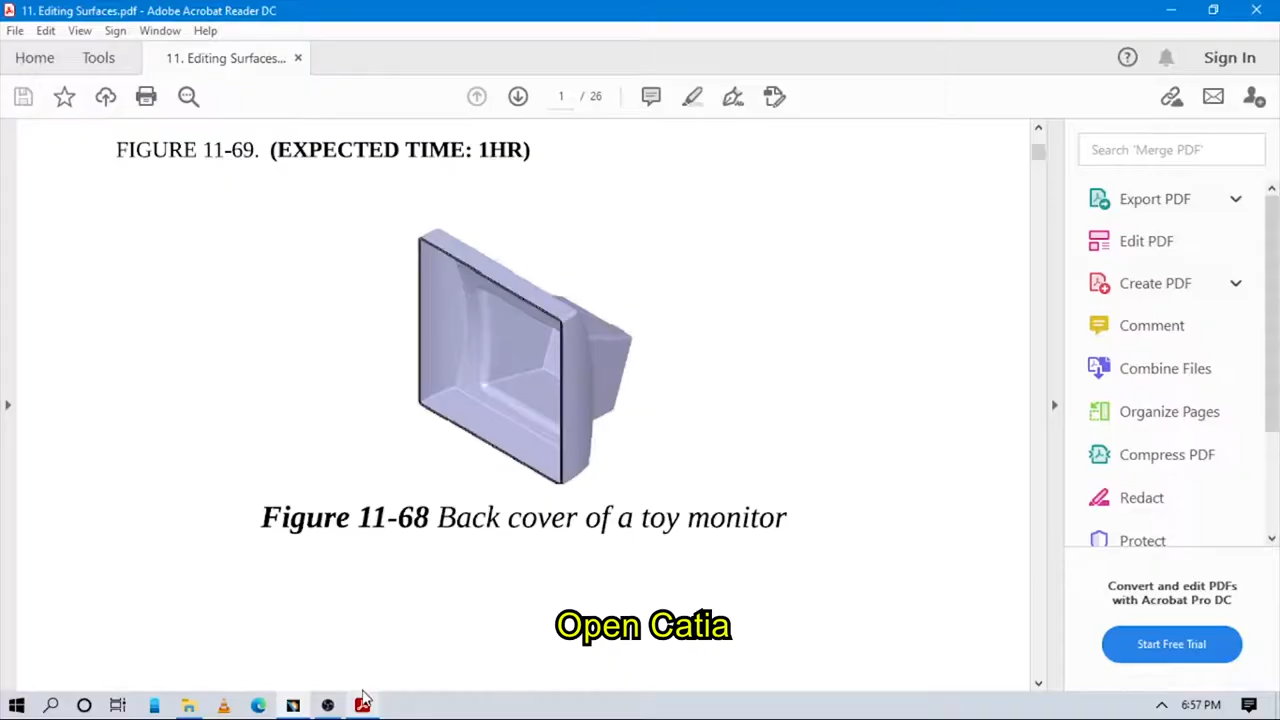 11. Editing Surfaces.pdf - Adobe Acrobat Reader DC
File Edit View Sign Window Help
Home Tools 11. Editing Surfaces... Sign In
1 / 26
FIGURE 11-69. (EXPECTED TIME: 1HR)
Figure 11-68 Back cover of a toy monitor
Open Catia
Search 'Merge PDF'
Export PDF
Edit PDF
Create PDF
Comment
Combine Files
Organize Pages
Compress PDF
Redact
Protect
Convert and edit PDFs
with Acrobat Pro DC
Start Free Trial
6:57 PM